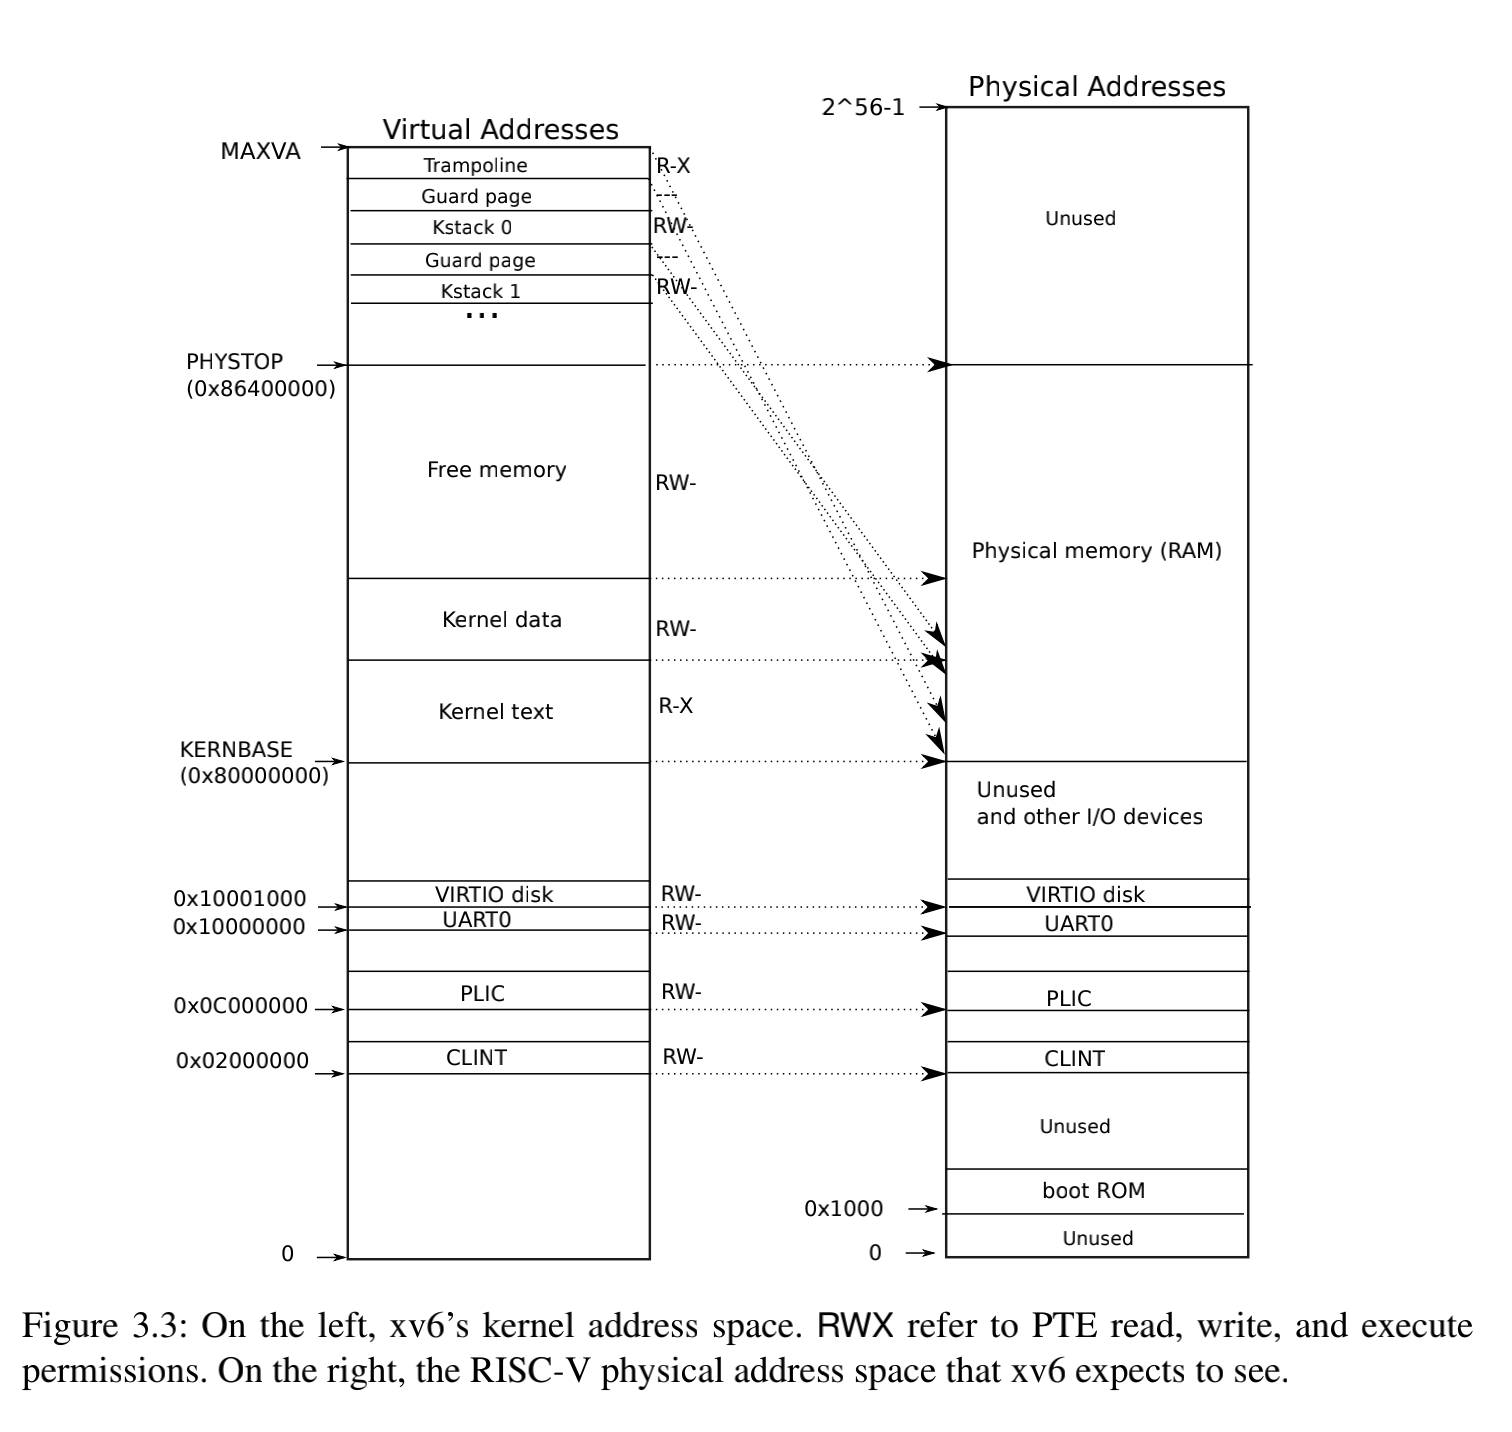 Physical Addresses
2^56-1
Virtual Addresses
MAXVA
Trampoline
R-X
Guard page
---
Unused
Kstack 0
RW-
Guard page
---
Kstack 1
RW-
...
PHYSTOP
(0x86400000)
Free memory
RW-
Physical memory (RAM)
Kernel data
RW-
Kernel text
R-X
KERNBASE
(0x80000000)
Unused
and other I/O devices
0x10001000
VIRTIO disk
RW-
VIRTIO disk
0x10000000
UART0
RW-
UART0
0x0C000000
PLIC
RW-
PLIC
0x02000000
CLINT
RW-
CLINT
Unused
boot ROM
0x1000
Unused
0
0
Figure 3.3: On the left, xv6’s kernel address space. RWX refer to PTE read, write, and execute
permissions. On the right, the RISC-V physical address space that xv6 expects to see.